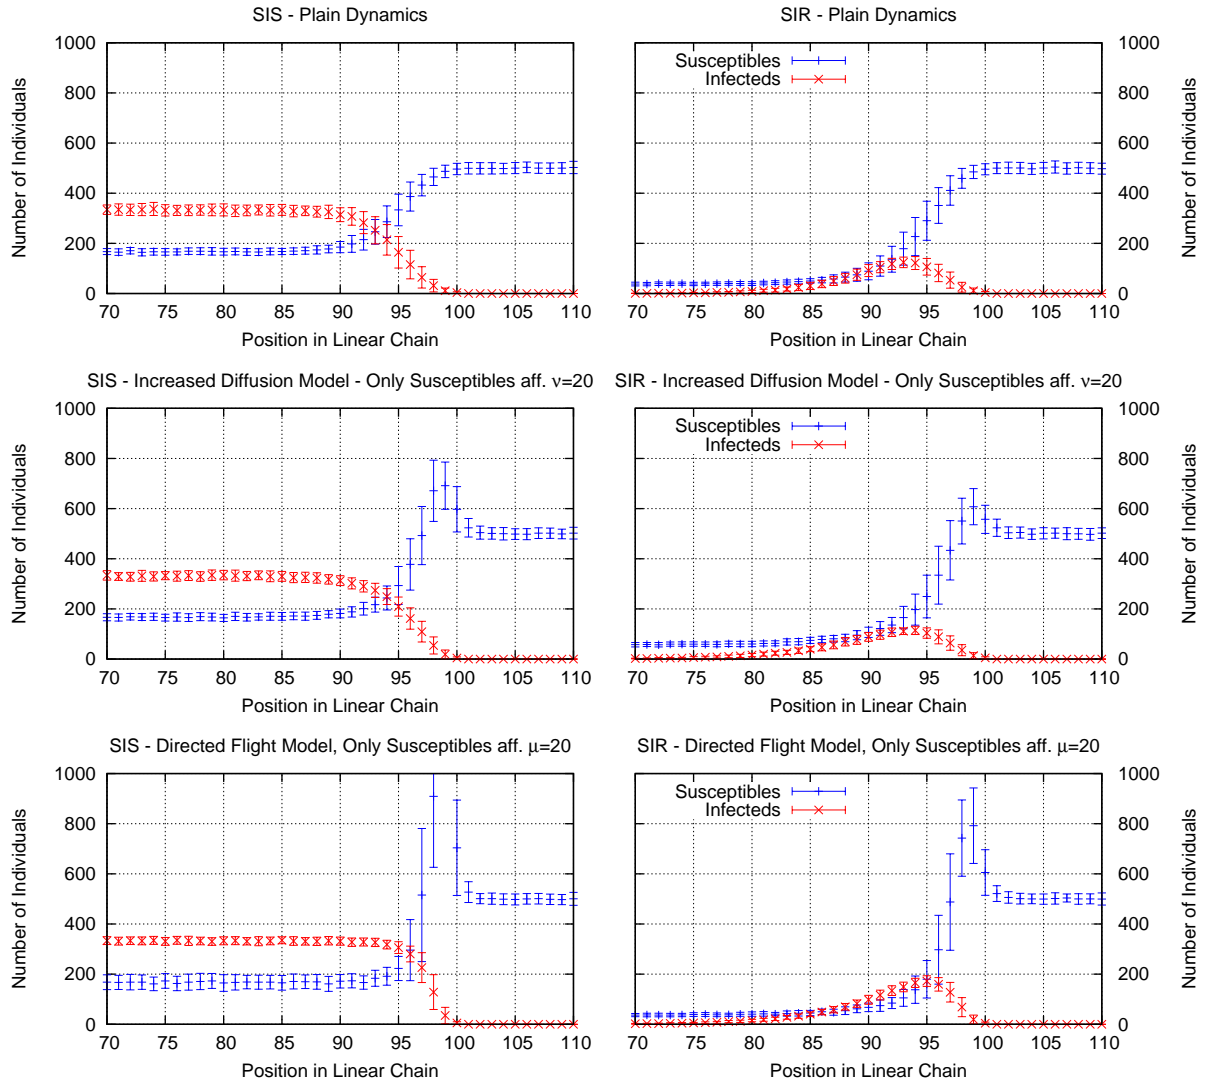 SIS - Plain Dynamics
SIR - Plain Dynamics
1000
800
600
400
200
0
Number of Individuals
70 75 80 85 90 95 100 105 110
Position in Linear Chain
Susceptibles
Infecteds
1000
800
600
400
200
0
Number of Individuals
70 75 80 85 90 95 100 105 110
Position in Linear Chain
SIS - Increased Diffusion Model - Only Susceptibles aff. ν=20
SIR - Increased Diffusion Model - Only Susceptibles aff. ν=20
1000
800
600
400
200
0
Number of Individuals
70 75 80 85 90 95 100 105 110
Position in Linear Chain
Susceptibles
Infecteds
1000
800
600
400
200
0
Number of Individuals
70 75 80 85 90 95 100 105 110
Position in Linear Chain
SIS - Directed Flight Model, Only Susceptibles aff. μ=20
SIR - Directed Flight Model, Only Susceptibles aff. μ=20
1000
800
600
400
200
0
Number of Individuals
70 75 80 85 90 95 100 105 110
Position in Linear Chain
Susceptibles
Infecteds
1000
800
600
400
200
0
Number of Individuals
70 75 80 85 90 95 100 105 110
Position in Linear Chain